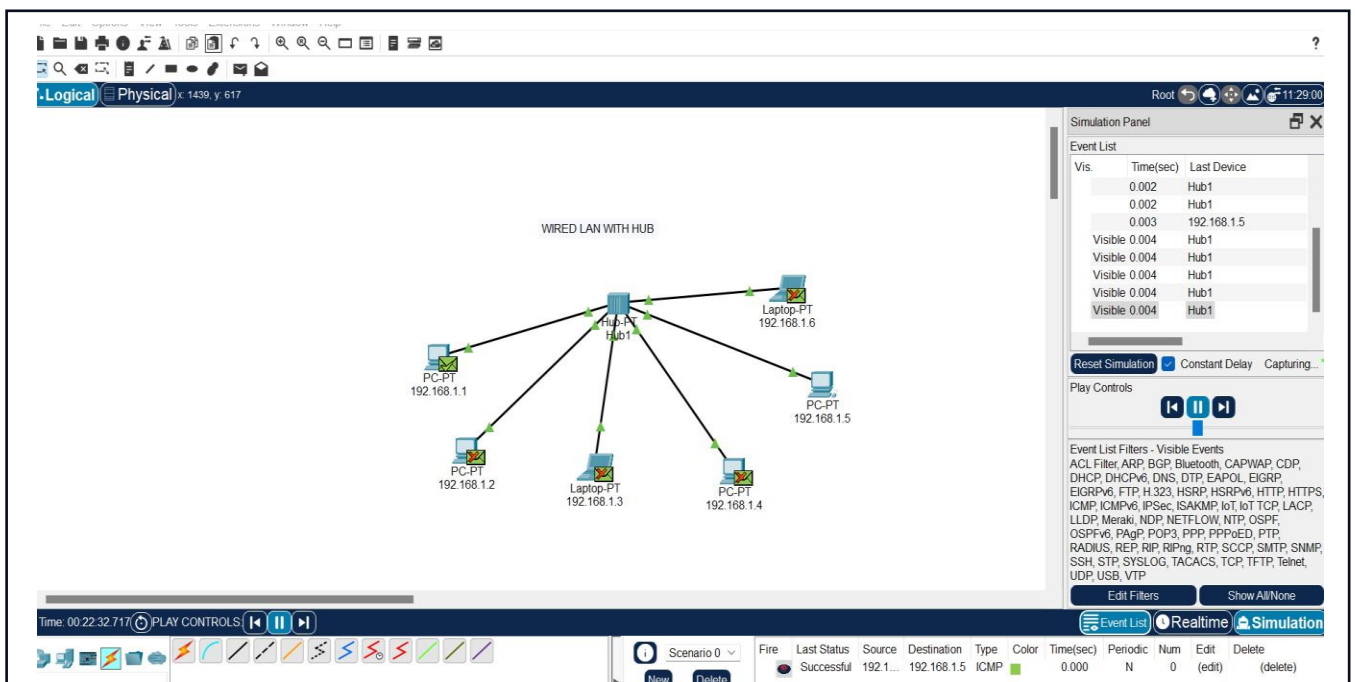 Logical Physical x: 1439, y: 617 Root 11:29:00
?
WIRED LAN WITH HUB
Hub-PT
Hub1
Laptop-PT
192.168.1.6
PC-PT
192.168.1.1
PC-PT
192.168.1.5
PC-PT
192.168.1.2
Laptop-PT
192.168.1.3
PC-PT
192.168.1.4
Simulation Panel
Event List
Vis. Time(sec) Last Device
0.002 Hub1
0.002 Hub1
0.003 192.168.1.5
Visible 0.004 Hub1
Visible 0.004 Hub1
Visible 0.004 Hub1
Visible 0.004 Hub1
Visible 0.004 Hub1
Reset Simulation Constant Delay Capturing...
Play Controls
Event List Filters - Visible Events
ACL Filter, ARP, BGP, Bluetooth, CAPWAP, CDP,
DHCP, DHCPv6, DNS, DTP, EAPOL, EIGRP,
EIGRPv6, FTP, H.323, HSRP, HSRPv6, HTTP, HTTPS,
ICMP, ICMPv6, IPSec, ISAKMP, IoT, IoT TCP, LACP,
LLDP, Meraki, NDP, NETFLOW, NTP, OSPF,
OSPFv6, PAgP, POP3, PPP, PPPoED, PTP,
RADIUS, REP, RIP, RIPng, RTP, SCCP, SMTP, SNMP,
SSH, STP, SYSLOG, TACACS, TCP, TFTP, Telnet,
UDP, USB, VTP
Edit Filters Show All/None
Time: 00:22:32.717 PLAY CONTROLS: Event List Realtime Simulation
Scenario 0 Fire Last Status Source Destination Type Color Time(sec) Periodic Num Edit Delete
Successful 192.1... 192.168.1.5 ICMP 0.000 N 0 (edit) (delete)
New Delete